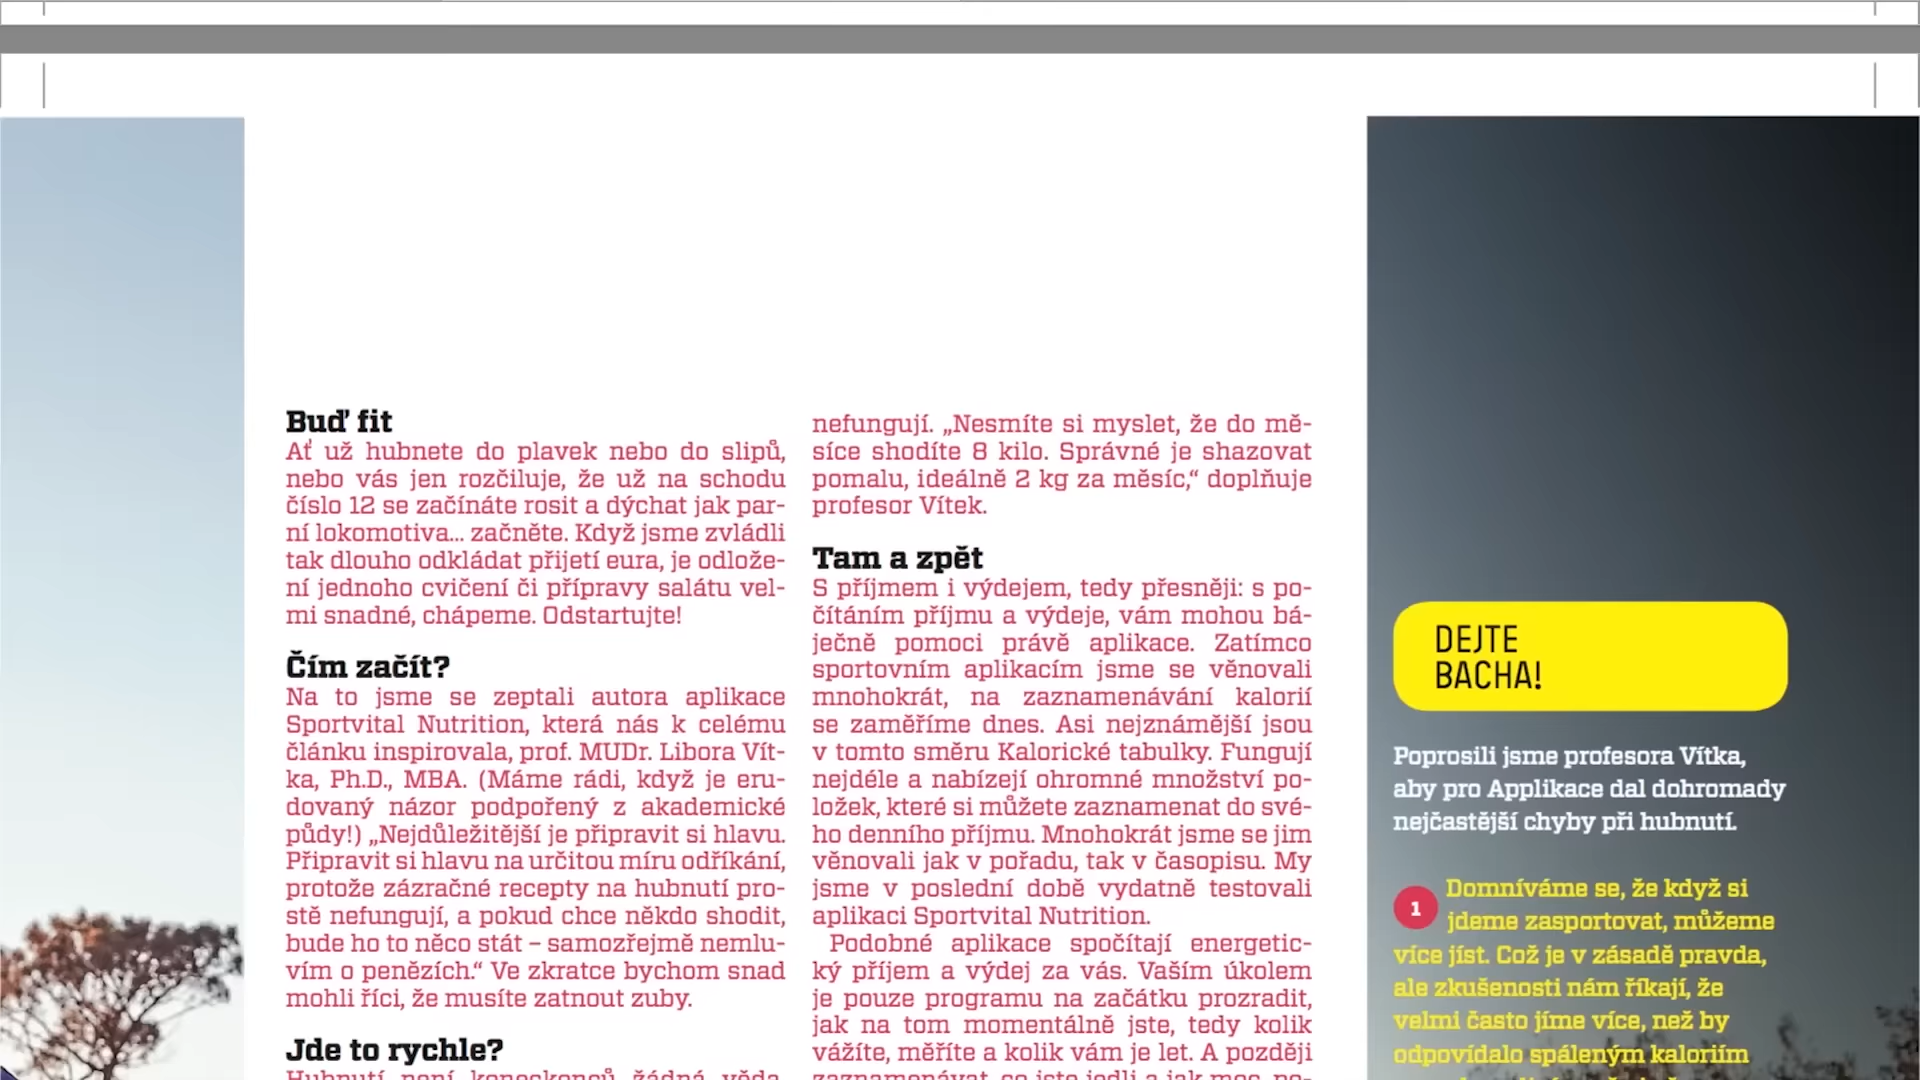 Buď fit
Ať už hubnete do plavek nebo do slipů,
nebo vás jen rozčiluje, že už na schodu
číslo 12 se začínáte rosit a dýchat jak par-
ní lokomotiva... začněte. Když jsme zvládli
tak dlouho odkládat přijetí eura, je odlože-
ní jednoho cvičení či přípravy salátu vel-
mi snadné, chápeme. Odstartujte!
Čím začít?
Na to jsme se zeptali autora aplikace
Sportvital Nutrition, která nás k celému
článku inspirovala, prof. MUDr. Libora Vít-
ka, Ph.D., MBA. (Máme rádi, když je eru-
dovaný názor podpořený z akademické
půdy!) „Nejdůležitější je připravit si hlavu.
Připravit si hlavu na určitou míru odříkání,
protože zázračné recepty na hubnutí pro-
stě nefungují, a pokud chce někdo shodit,
bude ho to něco stát – samozřejmě nemlu-
vím o penězích.“ Ve zkratce bychom snad
mohli říci, že musíte zatnout zuby.
Jde to rychle?
Hubnutí není koneskonců žádná věda,
nefungují. „Nesmíte si myslet, že do mě-
síce shodíte 8 kilo. Správné je shazovat
pomalu, ideálně 2 kg za měsíc,“ doplňuje
profesor Vítek.
Tam a zpět
S příjmem i výdejem, tedy přesněji: s po-
čítáním příjmu a výdeje, vám mohou bá-
ječně pomoci právě aplikace. Zatímco
sportovním aplikacím jsme se věnovali
mnohokrát, na zaznamenávání kalorií
se zaměříme dnes. Asi nejznámější jsou
v tomto směru Kalorické tabulky. Fungují
nejdéle a nabízejí ohromné množství po-
ložek, které si můžete zaznamenat do své-
ho denního příjmu. Mnohokrát jsme se jim
věnovali jak v pořadu, tak v časopisu. My
jsme v poslední době vydatně testovali
aplikaci Sportvital Nutrition.
Podobné aplikace spočítají energetic-
ký příjem a výdej za vás. Vaším úkolem
je pouze programu na začátku prozradit,
jak na tom momentálně jste, tedy kolik
vážíte, měříte a kolik vám je let. A později
zaznamenávat, co jste jedli a jak moc po-
DEJTE
BACHA!
Poprosili jsme profesora Vítka,
aby pro Applikace dal dohromady
nejčastější chyby při hubnutí.
1 Domníváme se, že když si
jdeme zasportovat, můžeme
více jíst. Což je v zásadě pravda,
ale zkušenosti nám říkají, že
velmi často jíme více, než by
odpovídalo spáleným kaloriím